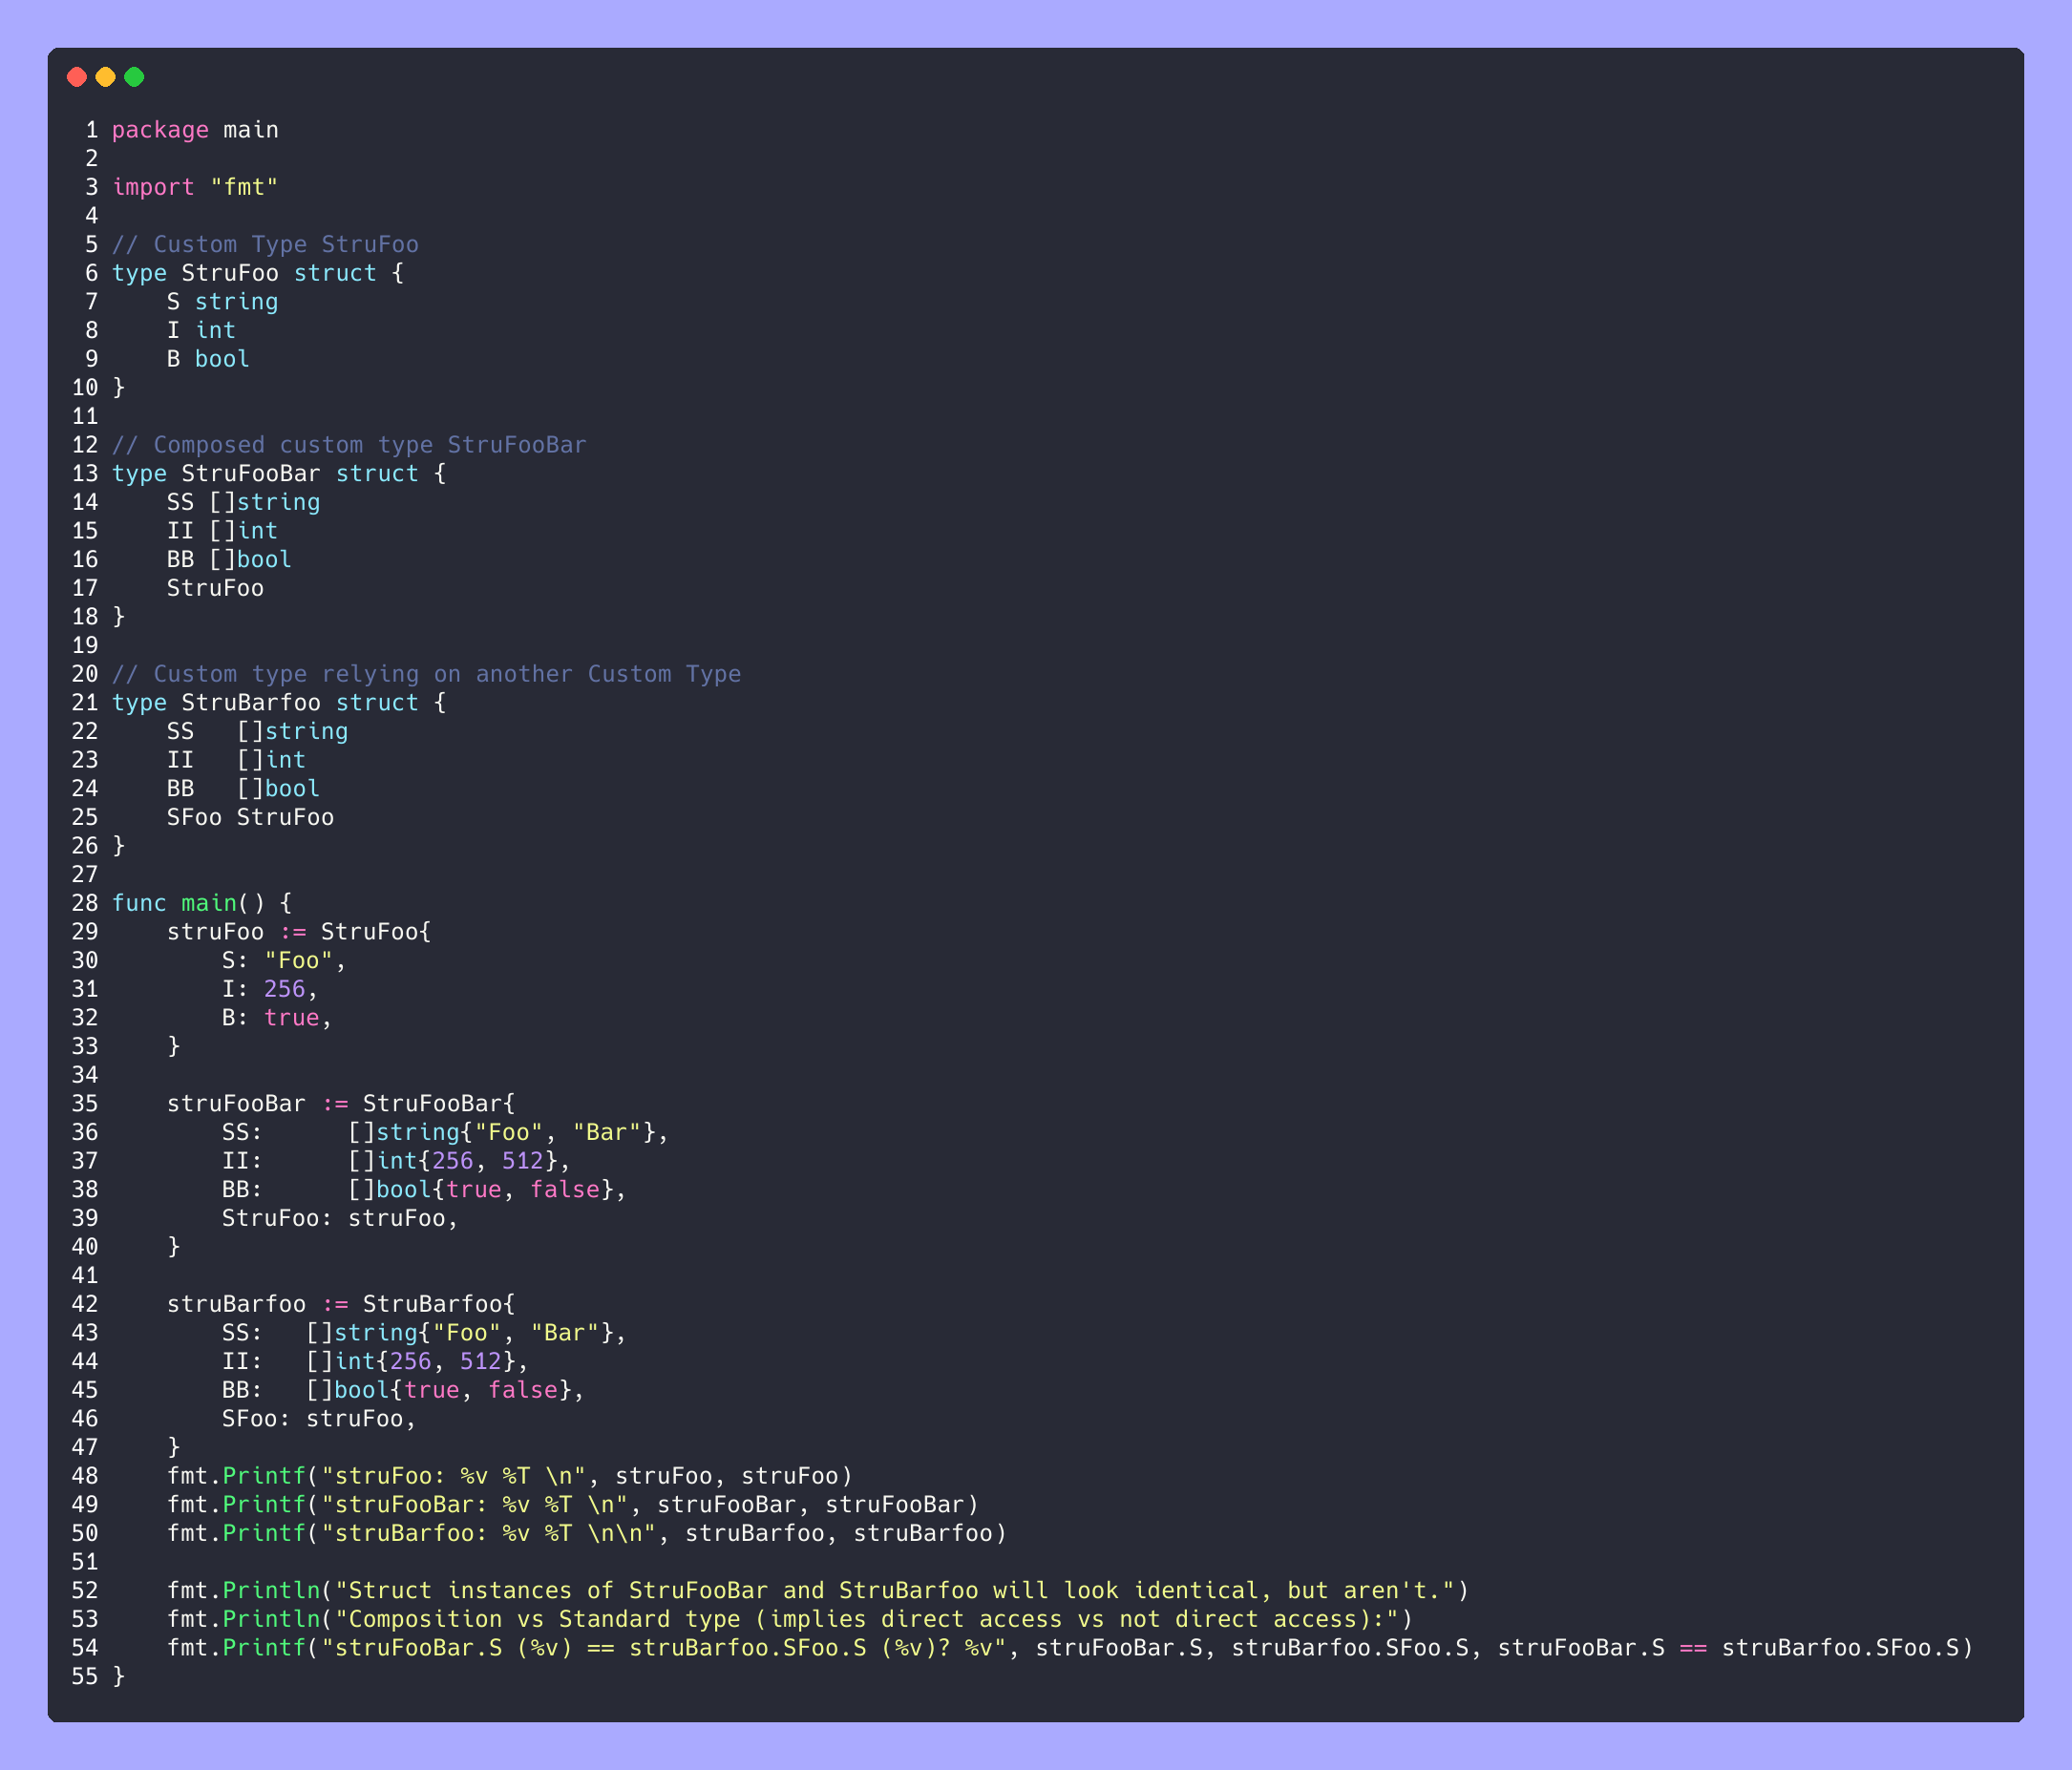 1 package main
2
3 import "fmt"
4
5 // Custom Type StruFoo
6 type StruFoo struct {
7     S string
8     I int
9     B bool
10 }
11
12 // Composed custom type StruFooBar
13 type StruFooBar struct {
14     SS []string
15     II []int
16     BB []bool
17     StruFoo
18 }
19
20 // Custom type relying on another Custom Type
21 type StruBarfoo struct {
22     SS   []string
23     II   []int
24     BB   []bool
25     SFoo StruFoo
26 }
27
28 func main() {
29     struFoo := StruFoo{
30         S: "Foo",
31         I: 256,
32         B: true,
33     }
34
35     struFooBar := StruFooBar{
36         SS:      []string{"Foo", "Bar"},
37         II:      []int{256, 512},
38         BB:      []bool{true, false},
39         StruFoo: struFoo,
40     }
41
42     struBarfoo := StruBarfoo{
43         SS:   []string{"Foo", "Bar"},
44         II:   []int{256, 512},
45         BB:   []bool{true, false},
46         SFoo: struFoo,
47     }
48     fmt.Printf("struFoo: %v %T \n", struFoo, struFoo)
49     fmt.Printf("struFooBar: %v %T \n", struFooBar, struFooBar)
50     fmt.Printf("struBarfoo: %v %T \n\n", struBarfoo, struBarfoo)
51
52     fmt.Println("Struct instances of StruFooBar and StruBarfoo will look identical, but aren't.")
53     fmt.Println("Composition vs Standard type (implies direct access vs not direct access):")
54     fmt.Printf("struFooBar.S (%v) == struBarfoo.SFoo.S (%v)? %v", struFooBar.S, struBarfoo.SFoo.S, struFooBar.S == struBarfoo.SFoo.S)
55 }